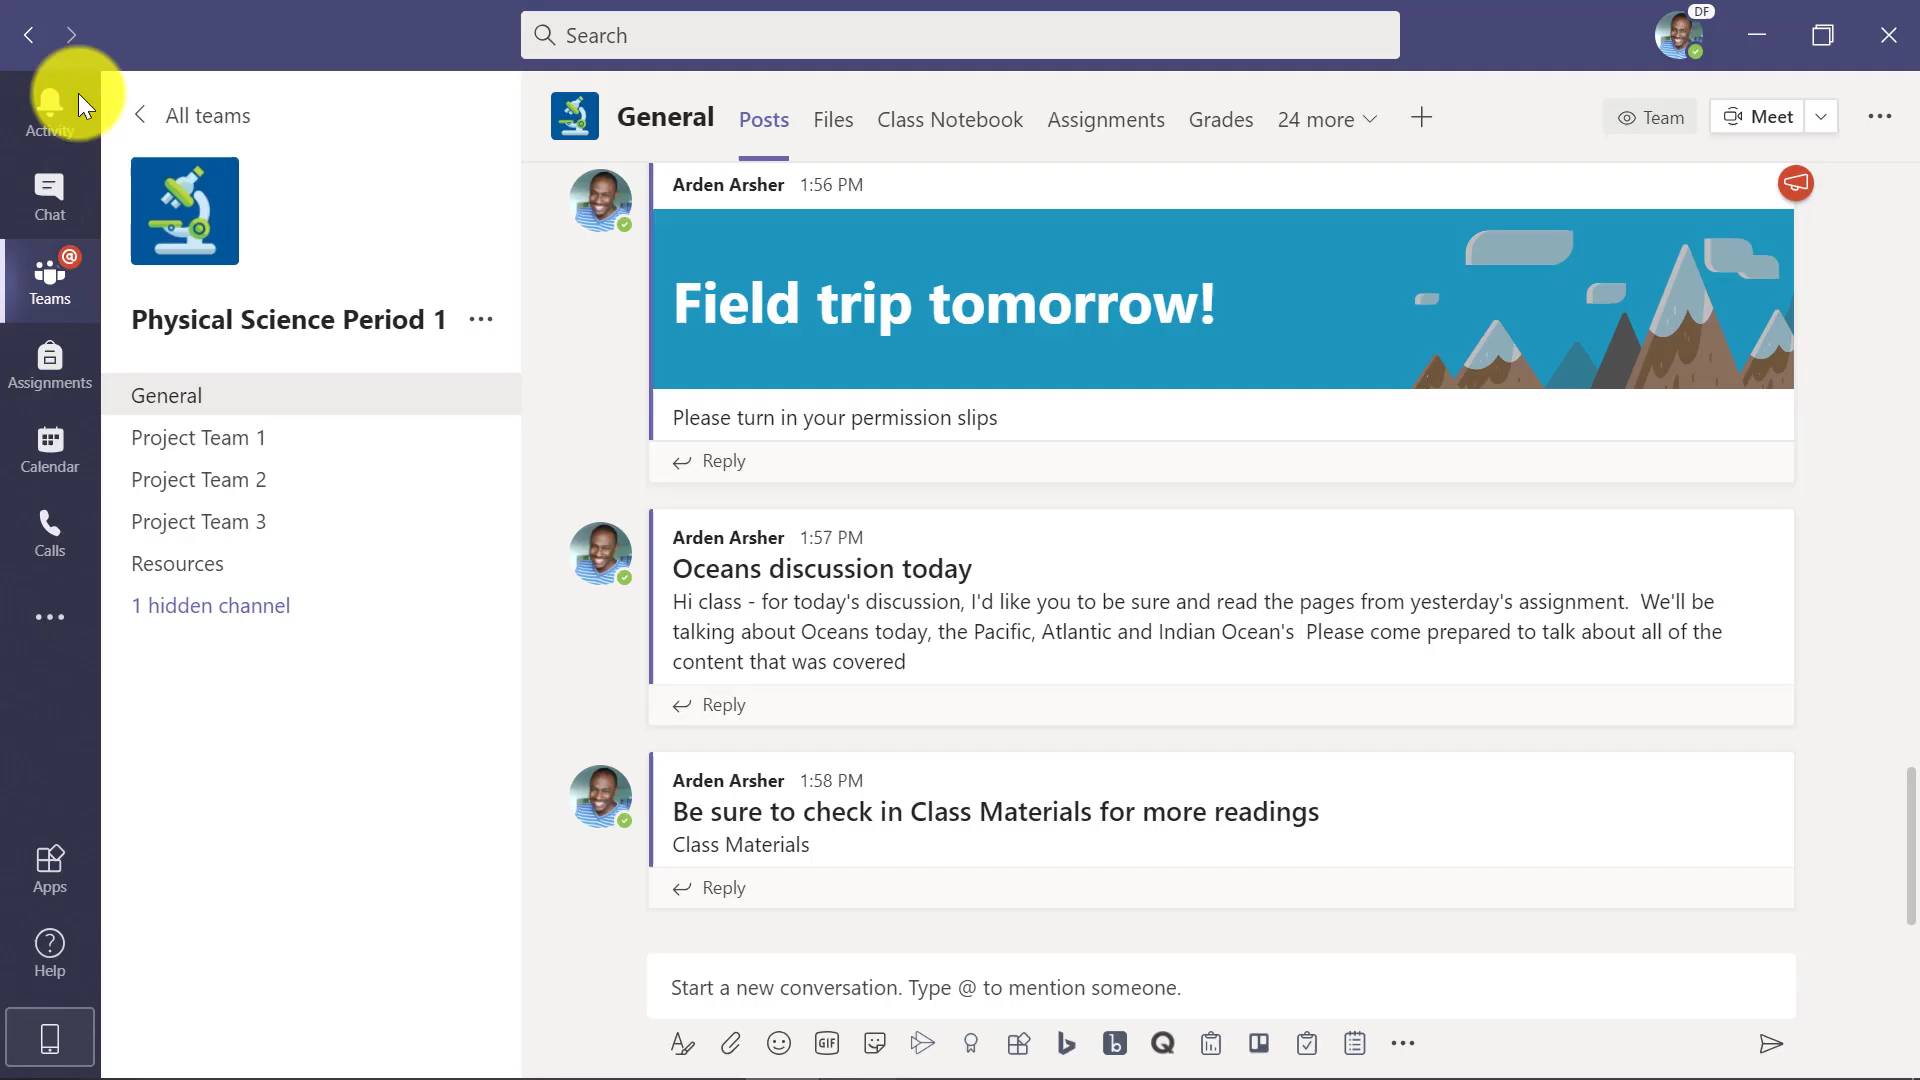 Search
DF
Activity
Chat
@
Teams
Assignments
Calendar
Calls
Apps
Help
All teams
Physical Science Period 1
General
Project Team 1
Project Team 2
Project Team 3
Resources
1 hidden channel
General Posts Files Class Notebook Assignments Grades 24 more
Team
Meet
Arden Arsher 1:56 PM
Field trip tomorrow!
Please turn in your permission slips
Reply
Arden Arsher 1:57 PM
Oceans discussion today
Hi class - for today's discussion, I'd like you to be sure and read the pages from yesterday's assignment. We'll be
talking about Oceans today, the Pacific, Atlantic and Indian Ocean's Please come prepared to talk about all of the
content that was covered
Reply
Arden Arsher 1:58 PM
Be sure to check in Class Materials for more readings
Class Materials
Reply
Start a new conversation. Type @ to mention someone.
GIF